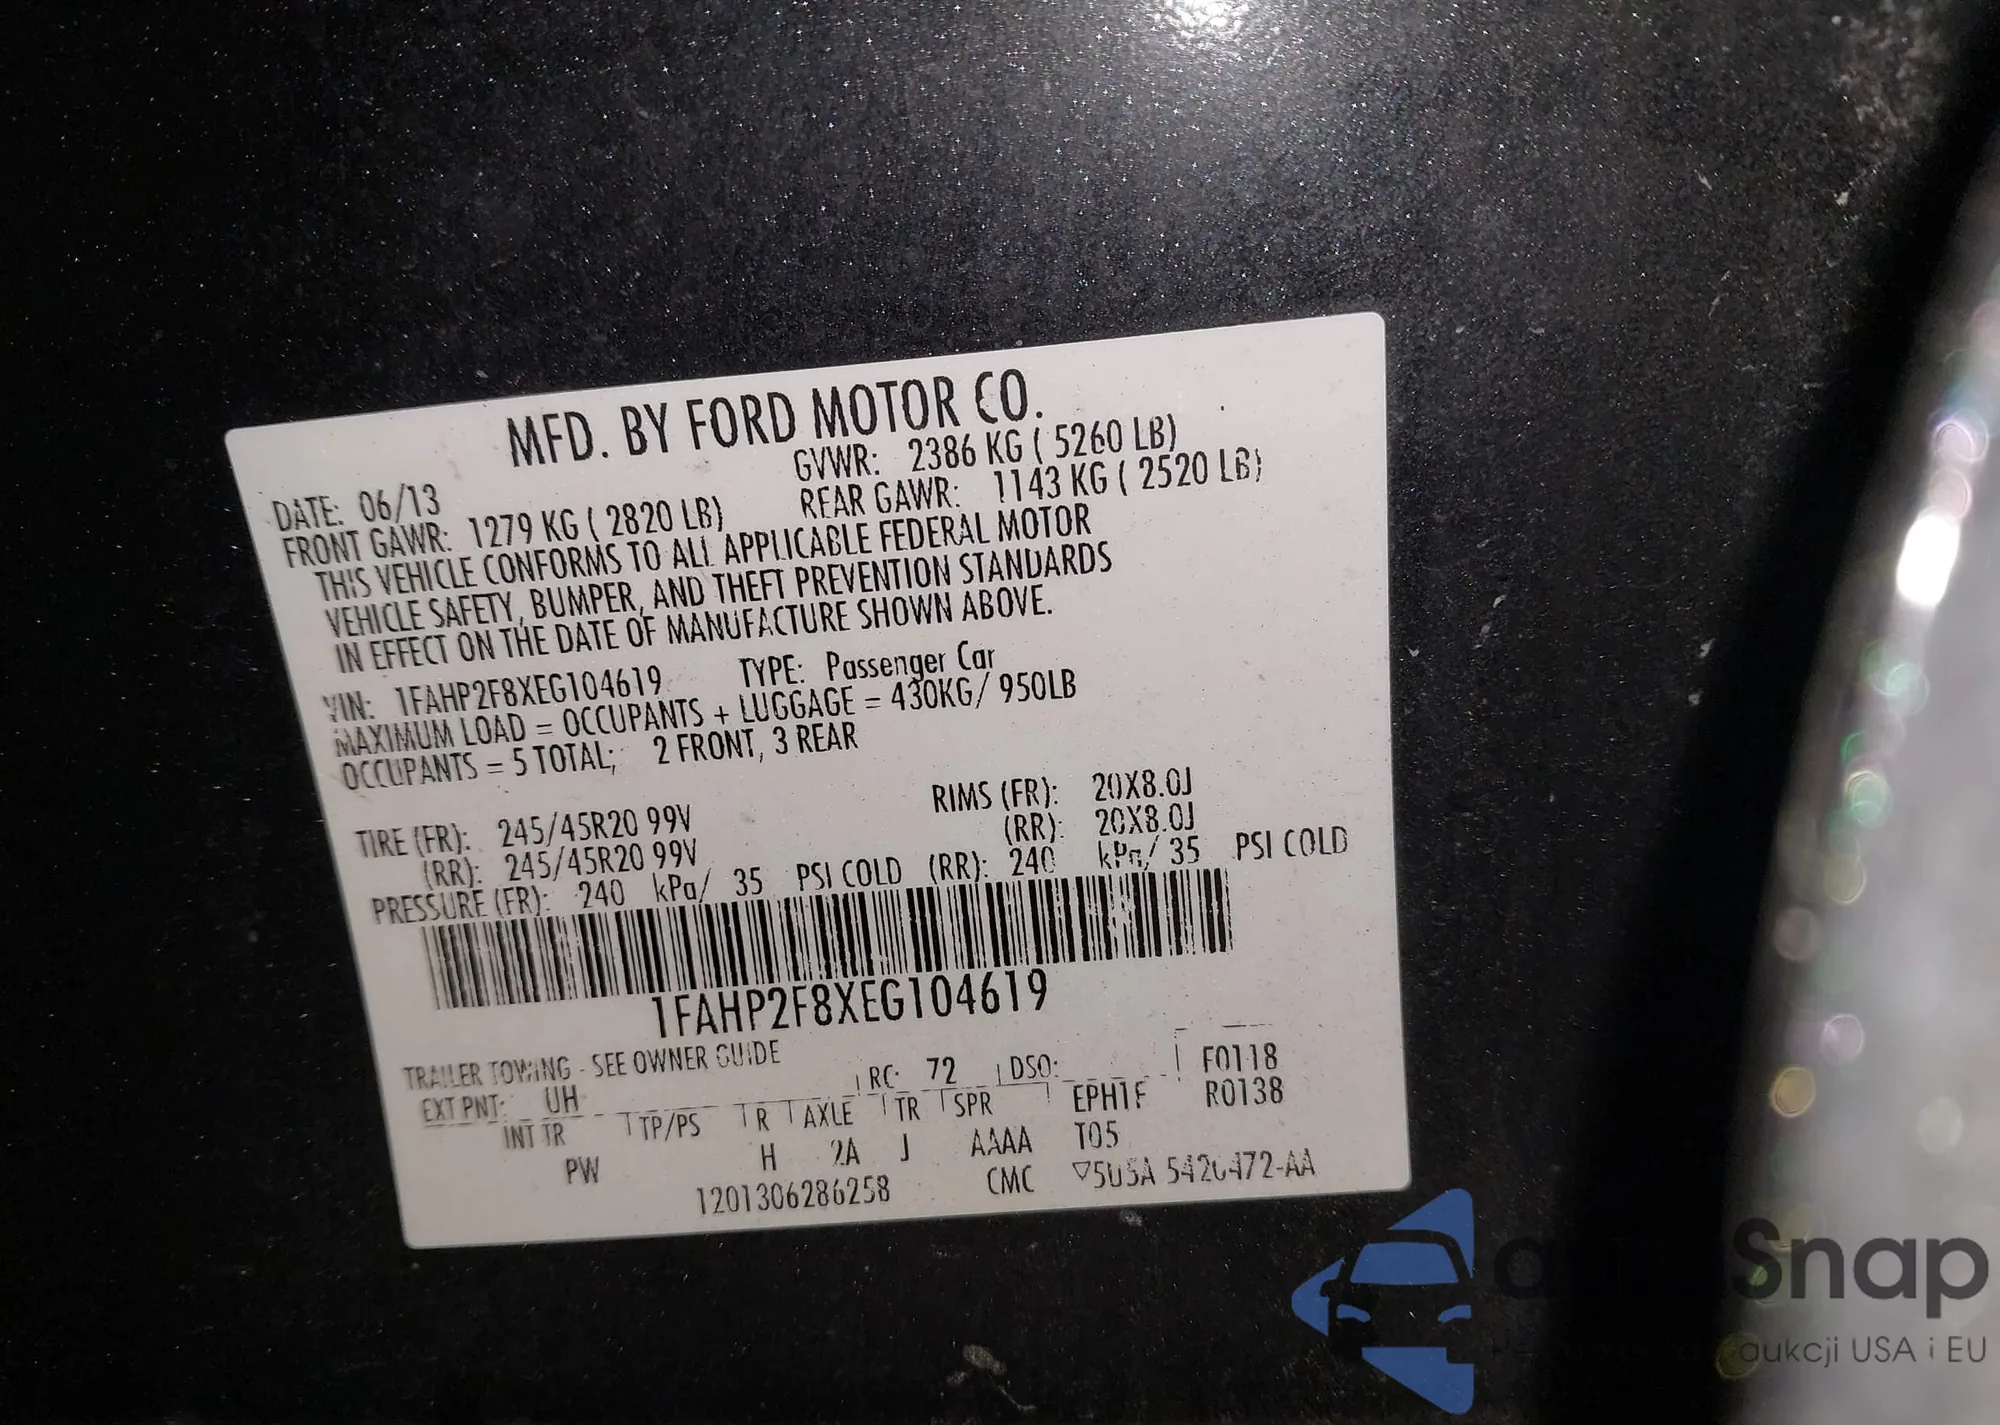 MFD. BY FORD MOTOR CO.
DATE: 06/13 GVWR: 2386 KG ( 5260 LB)
FRONT GAWR: 1279 KG ( 2820 LB) REAR GAWR: 1143 KG ( 2520 LB)
THIS VEHICLE CONFORMS TO ALL APPLICABLE FEDERAL MOTOR
VEHICLE SAFETY, BUMPER, AND THEFT PREVENTION STANDARDS
IN EFFECT ON THE DATE OF MANUFACTURE SHOWN ABOVE.
VIN: 1FAHP2F8XEG104619 TYPE: Passenger Car
MAXIMUM LOAD = OCCUPANTS + LUGGAGE = 430KG/ 950LB
OCCUPANTS = 5 TOTAL; 2 FRONT, 3 REAR
TIRE (FR): 245/45R20 99V RIMS (FR): 20X8.0J
(RR): 245/45R20 99V (RR): 20X8.0J
PRESSURE (FR): 240 kPa/ 35 PSI COLD (RR): 240 kPa/ 35 PSI COLD
1FAHP2F8XEG104619
TRAILER TOWING - SEE OWNER GUIDE
EXT PNT: UH RC: 72 DSO: F0118
INT TR TP/PS R AXLE TR SPR EPH1F R0138
PW H 2A J AAAA T05
1201306286258 CMC
Snap
aukcji USA i EU